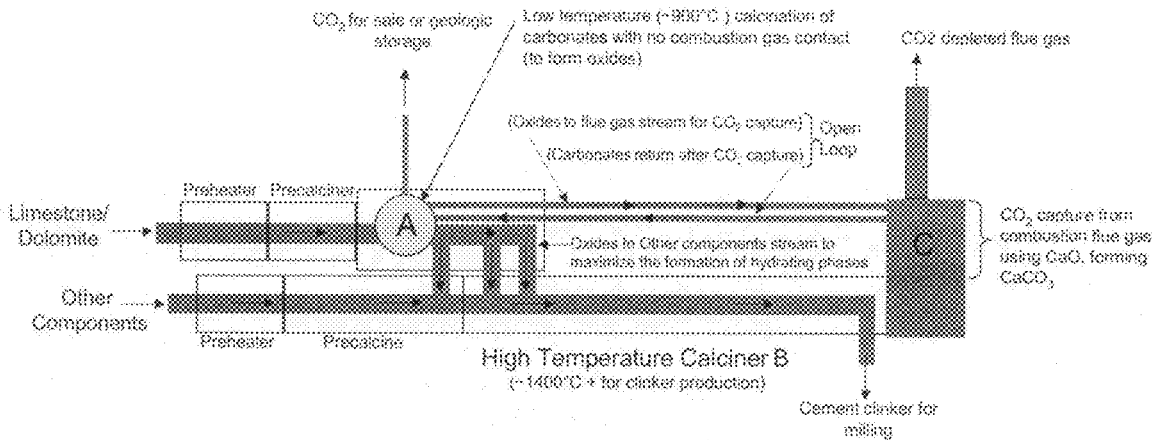 CO₂ for sale or geologic
storage
Low temperature (~900°C ) calcination of
carbonates with no combustion gas contact
(to form oxides)
CO2 depleted flue gas
(Oxides to flue gas stream for CO₂ capture)
(Carbonates return after CO₂ capture)
Open
Loop
Preheater
Precalciner
Limestone/
Dolomite
A
C
CO₂ capture from
combustion flue gas
using CaO, forming
CaCO₃
Oxides to Other components stream to
maximize the formation of hydrating phases
Other
Components
Preheater
Precalcine
High Temperature Calciner B
(~1400°C + for clinker production)
Cement clinker for
milling